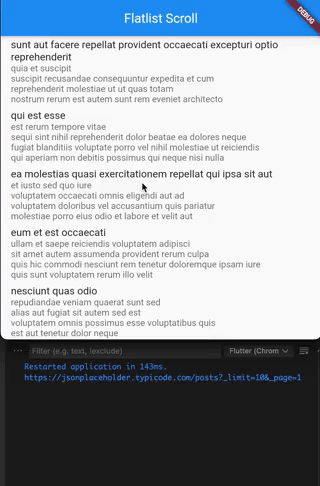 Flatlist Scroll
DEBUG
sunt aut facere repellat provident occaecati excepturi optio
reprehenderit
quia et suscipit
suscipit recusandae consequuntur expedita et cum
reprehenderit molestiae ut ut quas totam
nostrum rerum est autem sunt rem eveniet architecto
qui est esse
est rerum tempore vitae
sequi sint nihil reprehenderit dolor beatae ea dolores neque
fugiat blanditiis voluptate porro vel nihil molestiae ut reiciendis
qui aperiam non debitis possimus qui neque nisi nulla
ea molestias quasi exercitationem repellat qui ipsa sit aut
et iusto sed quo iure
voluptatem occaecati omnis eligendi aut ad
voluptatem doloribus vel accusantium quis pariatur
molestiae porro eius odio et labore et velit aut
eum et est occaecati
ullam et saepe reiciendis voluptatem adipisci
sit amet autem assumenda provident rerum culpa
quis hic commodi nesciunt rem tenetur doloremque ipsam iure
quis sunt voluptatem rerum illo velit
nesciunt quas odio
repudiandae veniam quaerat sunt sed
alias aut fugiat sit autem sed est
voluptatem omnis possimus esse voluptatibus quis
est aut tenetur dolor neque
... Filter (e.g. text, !exclude) Flutter (Chrom
Restarted application in 143ms.
https://jsonplaceholder.typicode.com/posts?_limit=10&_page=1